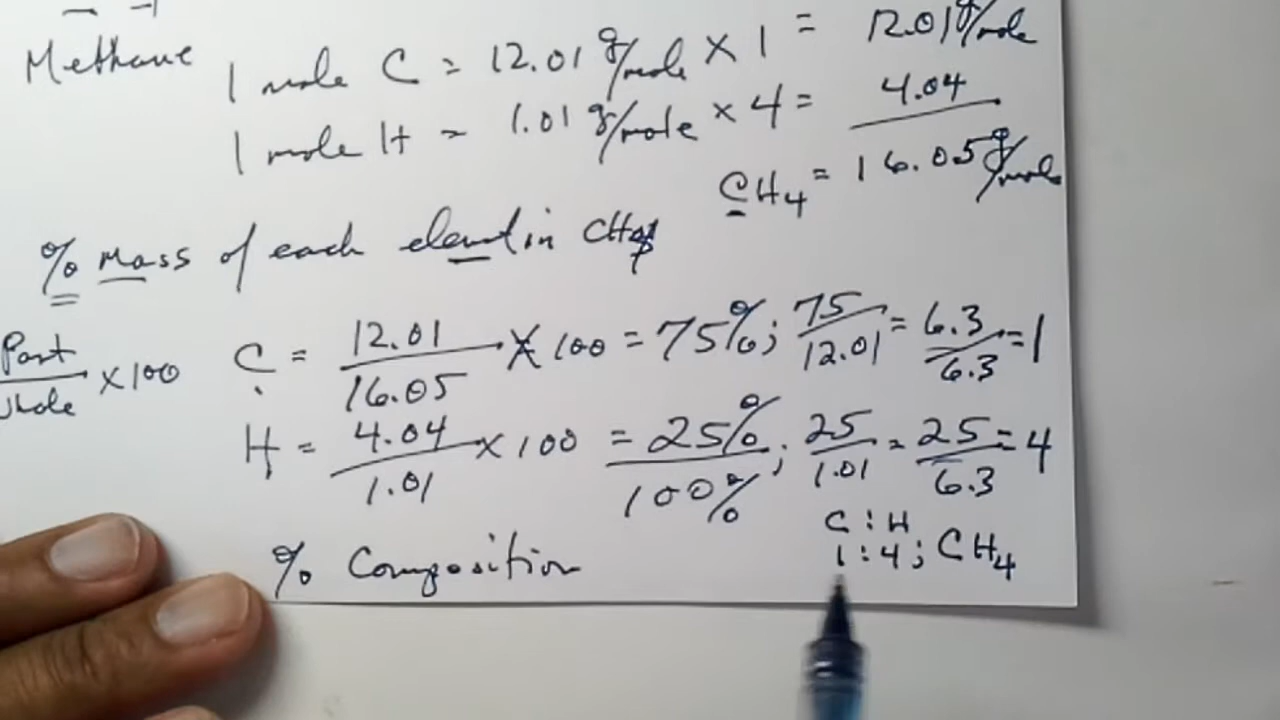 Methane
1 mole C = 12.01 g/mole × 1 = 12.01 g/mole
1 mole H = 1.01 g/mole × 4 = 4.04
CH4 = 16.05 g/mole
% Mass of each element in CH4
Part/whole × 100
C = 12.01/16.05 × 100 = 75%; 75/12.01 = 6.3/6.3 = 1
H = 4.04/1.01 × 100 = 25%; 25/1.01 = 25/6.3 = 4
100%
C : H
1 : 4; CH4
% Composition